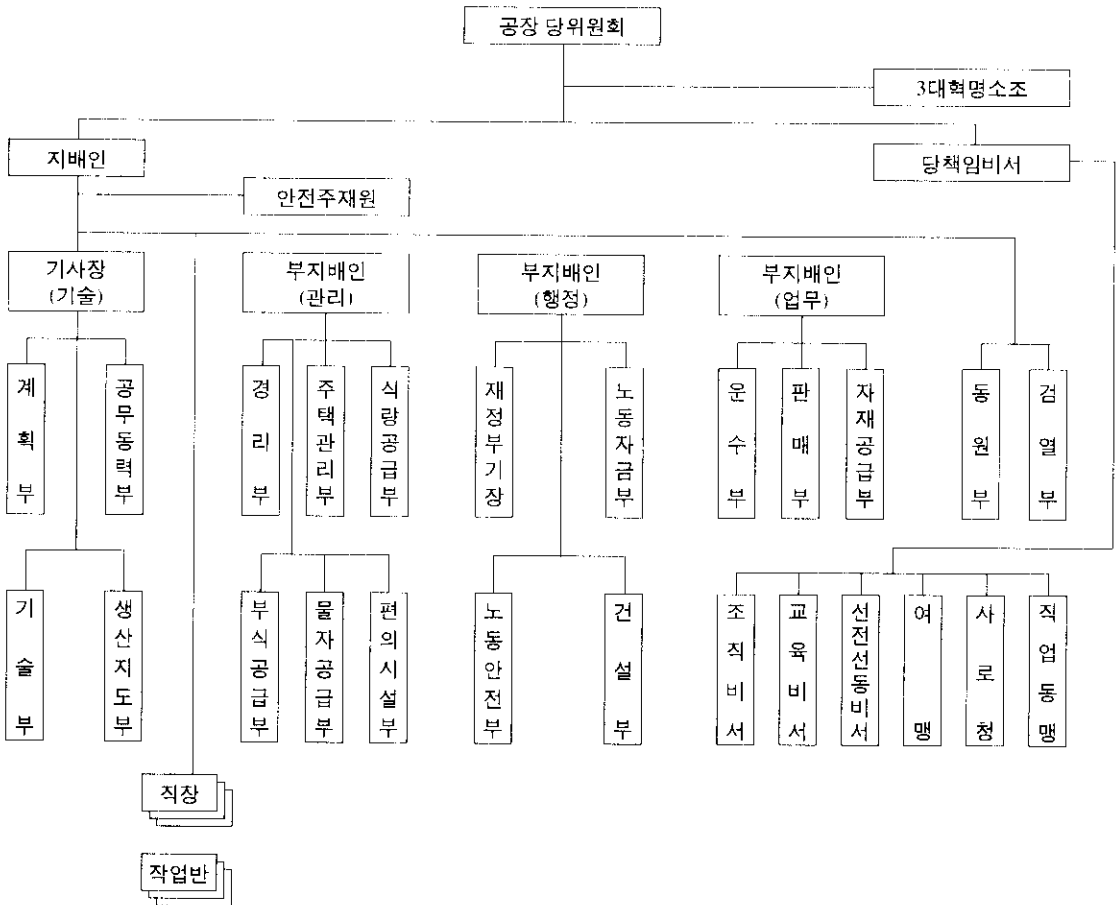 공장 당위원회
3대혁명소조
지배인
당책임비서
안전주재원
기사장
(기술)
부지배인
(관리)
부지배인
(행정)
부지배인
(업무)
계획부
공무동력부
경리부
주택관리부
식량공급부
재정부기장
노동자금부
운수부
판매부
자재공급부
동원부
검열부
기술부
생산지도부
부식공급부
물자공급부
편의시설부
노동안전부
건설부
조직비서
교육비서
선전선동비서
여맹
사로청
직업동맹
직장
작업반